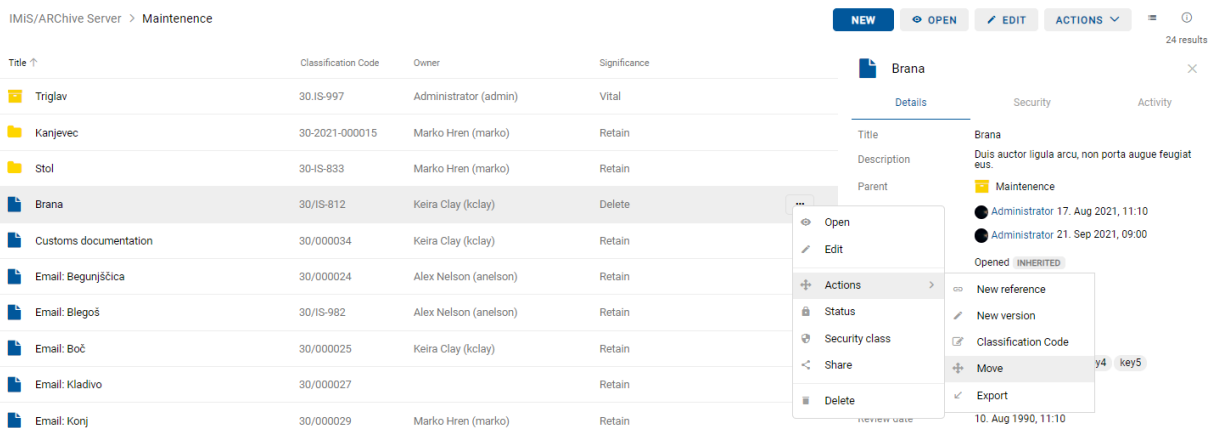 IMiS/ARChive Server > Maintenence
NEW OPEN EDIT ACTIONS
24 results
Title ↑ Classification Code Owner Significance
Triglav 30.IS-997 Administrator (admin) Vital
Kanjevec 30-2021-000015 Marko Hren (marko) Retain
Stol 30-IS-833 Marko Hren (marko) Retain
Brana 30/IS-812 Keira Clay (kclay) Delete
Customs documentation 30/000034 Keira Clay (kclay) Retain
Email: Begunjščica 30/000024 Alex Nelson (anelson) Retain
Email: Blegoš 30/IS-982 Alex Nelson (anelson) Retain
Email: Boč 30/000025 Keira Clay (kclay) Retain
Email: Kladivo 30/000027 Retain
Email: Konj 30/000029 Marko Hren (marko) Retain
Open
Edit
Actions
Status
Security class
Share
Delete
New reference
New version
Classification Code
Move
Export
Brana
Details Security Activity
Title Brana
Description Duis auctor ligula arcu, non porta augue feugiat
eus.
Parent Maintenence
Administrator 17. Aug 2021, 11:10
Administrator 21. Sep 2021, 09:00
Opened INHERITED
y4 key5
Review date 10. Aug 1990, 11:10